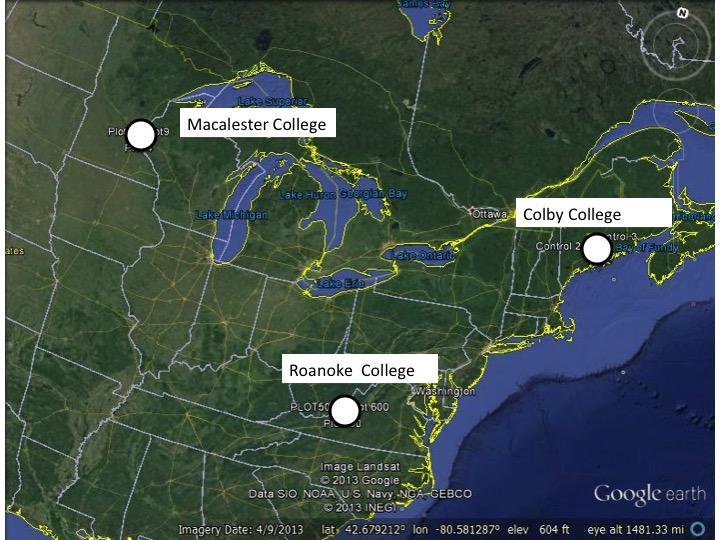 James Bay
N
Lake Superior
Macalester College
Lake Huron
Georgian Bay
Lake Michigan
Ottawa
Colby College
Control 2
Bay of Fundy
Lake Ontario
Lake Erie
Roanoke College
Washington
Image Landsat
© 2013 Google
Data SIO, NOAA, U.S. Navy, NGA, GEBCO
© 2013 INEGI
Google earth
Imagery Date: 4/9/2013 lat 42.679212° lon -80.581287° elev 604 ft eye alt 1481.33 mi